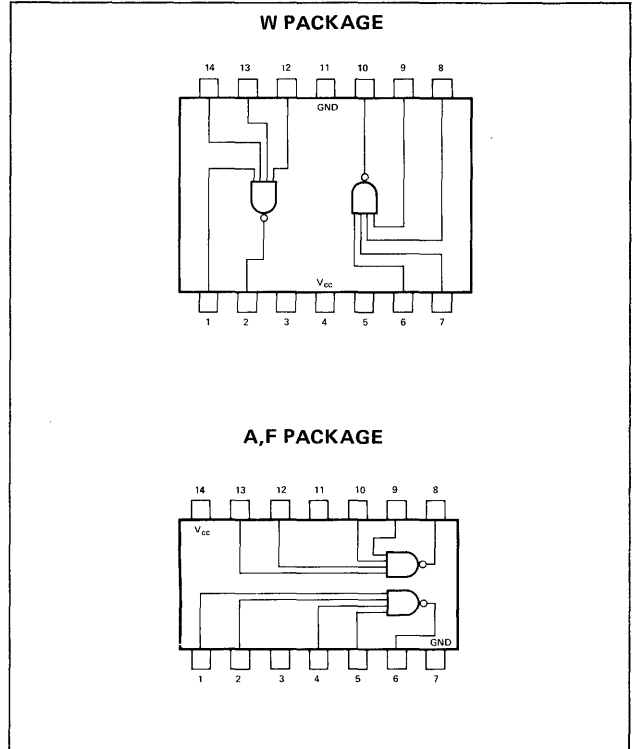 W PACKAGE
14 13 12 11 10 9 8
GND
Vcc
1 2 3 4 5 6 7
A,F PACKAGE
14 13 12 11 10 9 8
Vcc
GND
1 2 3 4 5 6 7